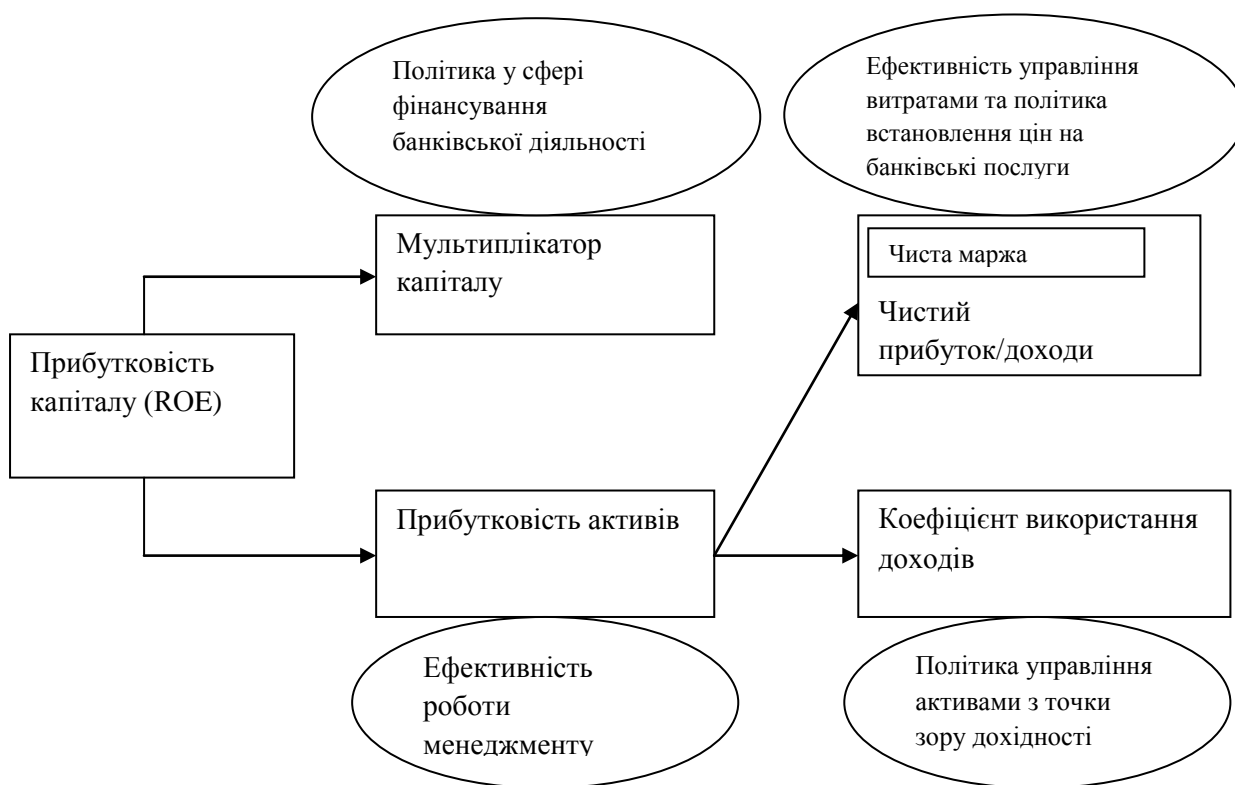 Політика у сфері
фінансування
банківської діяльності
Ефективність управління
витратами та політика
встановлення цін на
банківські послуги
Мультиплікатор
капіталу
Чиста маржа
Чистий
прибуток/доходи
Прибутковість
капіталу (ROE)
Прибутковість активів
Коефіцієнт використання
доходів
Ефективність
роботи
менеджменту
Політика управління
активами з точки
зору дохідності